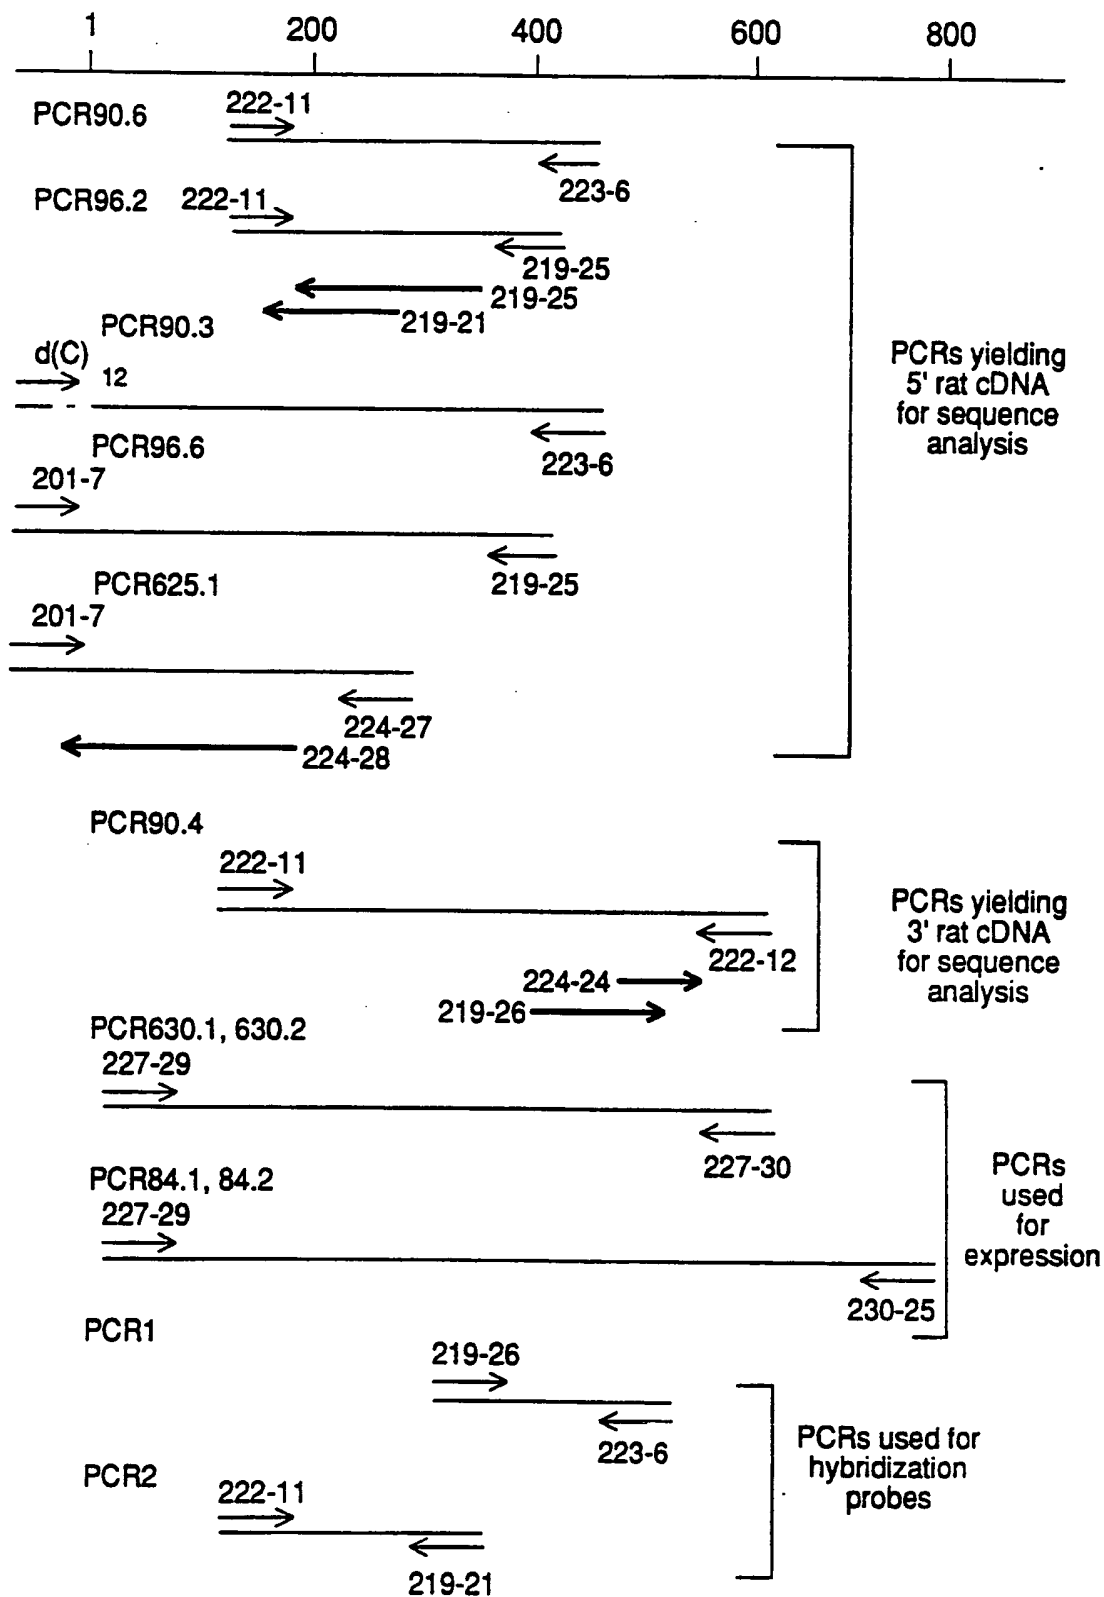 1 200 400 600 800
PCR90.6
222-11
223-6
PCR96.2
222-11
219-25
219-25
219-21
PCR90.3
d(C)
12
223-6
PCR96.6
201-7
219-25
PCR625.1
201-7
224-27
224-28
PCRs yielding
5' rat cDNA
for sequence
analysis
PCR90.4
222-11
222-12
224-24
219-26
PCRs yielding
3' rat cDNA
for sequence
analysis
PCR630.1, 630.2
227-29
227-30
PCR84.1, 84.2
227-29
230-25
PCRs
used
for
expression
PCR1
219-26
223-6
PCR2
222-11
219-21
PCRs used for
hybridization
probes